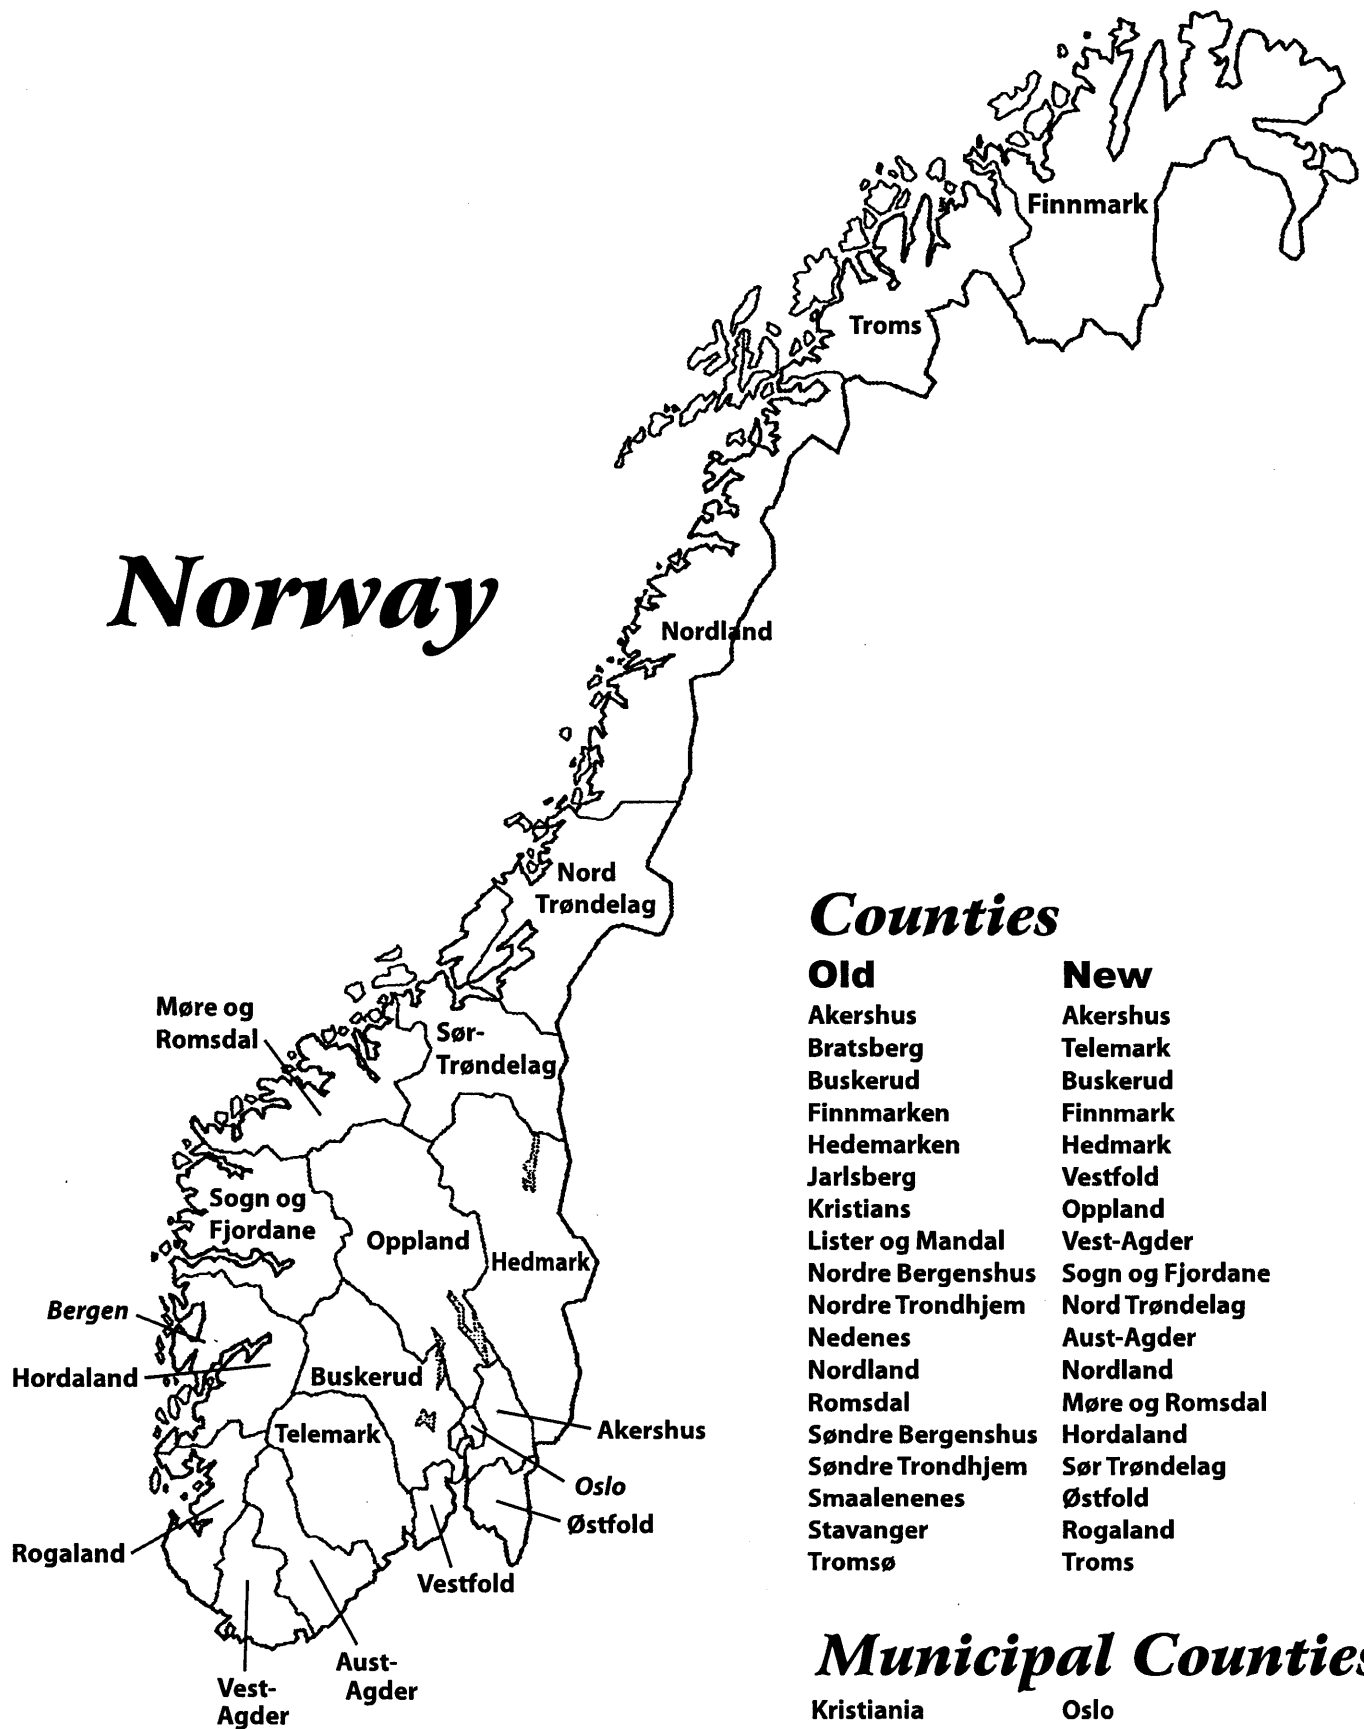 Finnmark
Troms
Norway
Nordland
Nord
Trøndelag
Møre og
Romsdal
Sør-
Trøndelag
Sogn og
Fjordane
Oppland
Hedmark
Bergen
Hordaland
Buskerud
Telemark
Akershus
Oslo
Østfold
Rogaland
Vestfold
Aust-
Agder
Vest-
Agder
Counties
Old New
Akershus Akershus
Bratsberg Telemark
Buskerud Buskerud
Finnmarken Finnmark
Hedemarken Hedmark
Jarlsberg Vestfold
Kristians Oppland
Lister og Mandal Vest-Agder
Nordre Bergenshus Sogn og Fjordane
Nordre Trondhjem Nord Trøndelag
Nedenes Aust-Agder
Nordland Nordland
Romsdal Møre og Romsdal
Søndre Bergenshus Hordaland
Søndre Trondhjem Sør Trøndelag
Smaalenenes Østfold
Stavanger Rogaland
Tromsø Troms
Municipal Counties
Kristiania Oslo